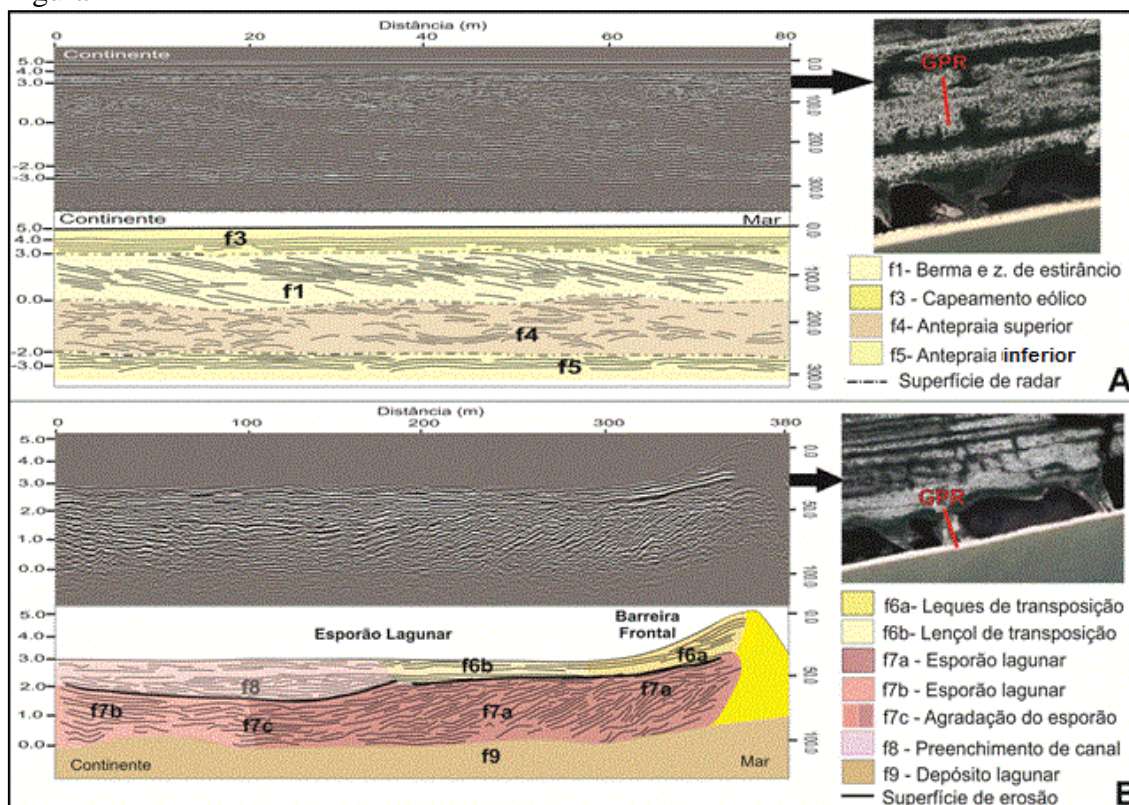 Distância (m)
0 20 40 60 80
Continente
5.0
4.0
3.0
0.0
-2.0
-3.0
0.0
100.0
200.0
300.0
GPR
Continente Mar
5.0
4.0
3.0
0.0
-2.0
-3.0
f3
f1
f4
f5
0.0
100.0
200.0
300.0
f1- Berma e z. de estirâncio
f3 - Capeamento eólico
f4 - Antepraia superior
f5- Antepraia inferior
Superfície de radar
A
Distância (m)
0 100 200 300 380
5.0
4.0
3.0
2.0
1.0
0.0
0.0
50.0
100.0
GPR
5.0
4.0
3.0
2.0
1.0
0.0
Esporão Lagunar
Barreira
Frontal
f6b
f6a
f8
f7b
f7c
f7a
f7a
f9
Continente Mar
0.0
50.0
100.0
f6a- Leques de transposição
f6b- Lençol de transposição
f7a - Esporão lagunar
f7b - Esporão lagunar
f7c - Agradação do esporão
f8 - Preenchimento de canal
f9 - Depósito lagunar
Superfície de erosão